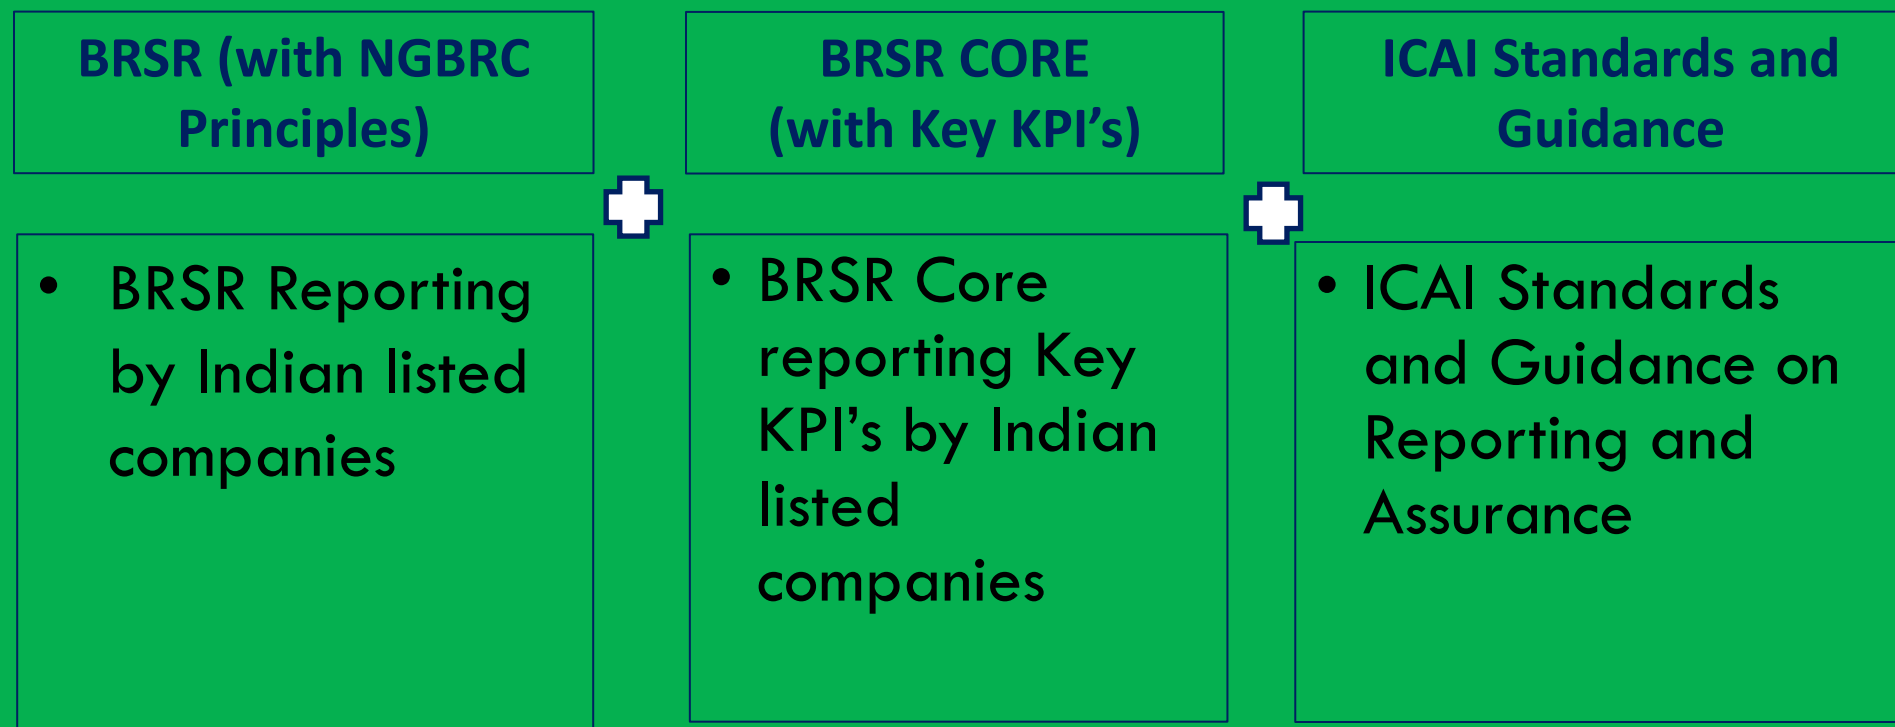 BRSR (with NGBRC
Principles)
BRSR CORE
(with Key KPI’s)
ICAI Standards and
Guidance
• BRSR Reporting
by Indian listed
companies
• BRSR Core
reporting Key
KPI’s by Indian
listed
companies
• ICAI Standards
and Guidance on
Reporting and
Assurance